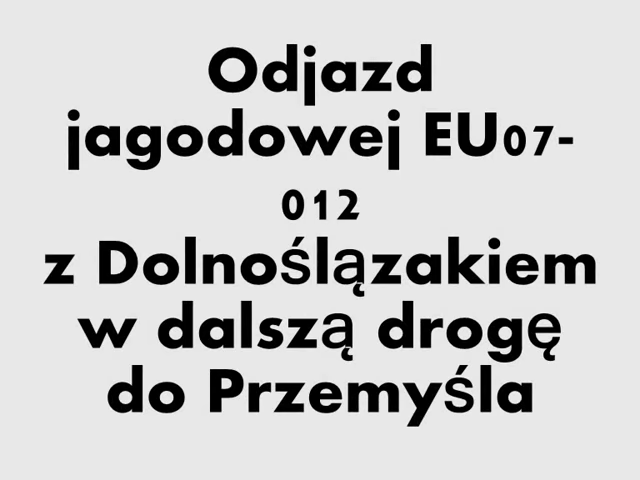 Odjazd
jagodowej EU07-
012
z Dolnoślązakiem
w dalszą drogę
do Przemyśla